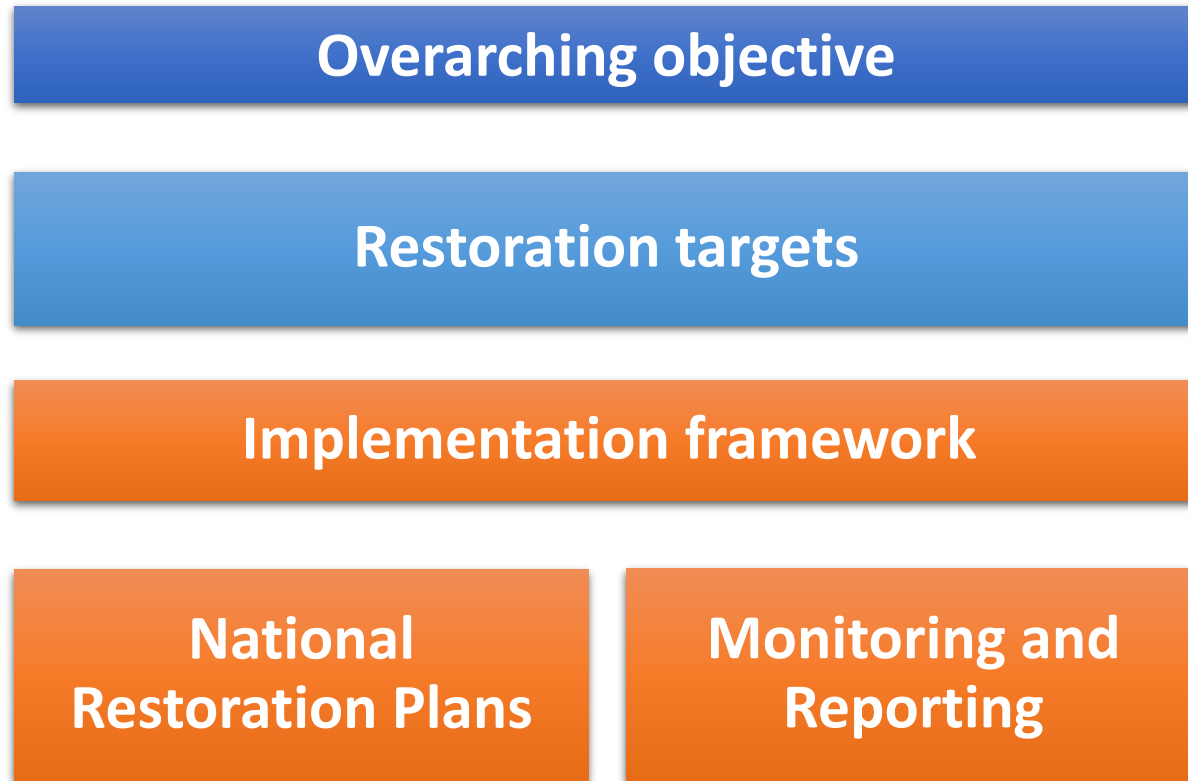 Overarching objective
Restoration targets
Implementation framework
National
Restoration Plans
Monitoring and
Reporting